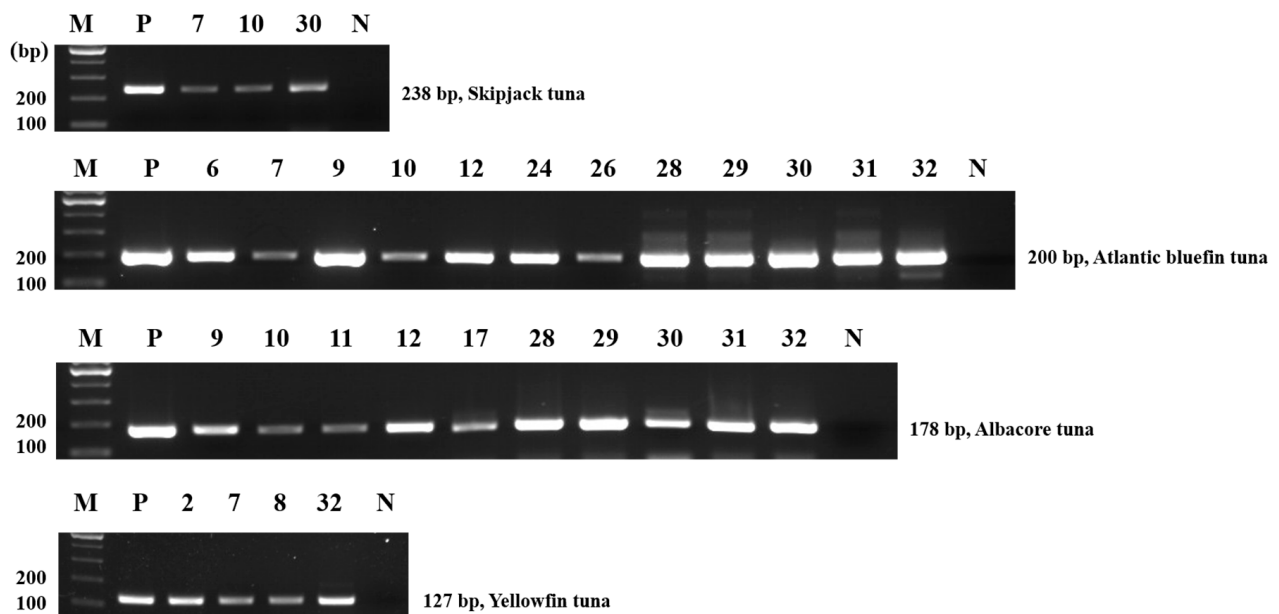 M P 7 10 30 N
(bp)
200
100
238 bp, Skipjack tuna
M P 6 7 9 10 12 24 26 28 29 30 31 32 N
200
100
200 bp, Atlantic bluefin tuna
M P 9 10 11 12 17 28 29 30 31 32 N
200
100
178 bp, Albacore tuna
M P 2 7 8 32 N
200
100
127 bp, Yellowfin tuna